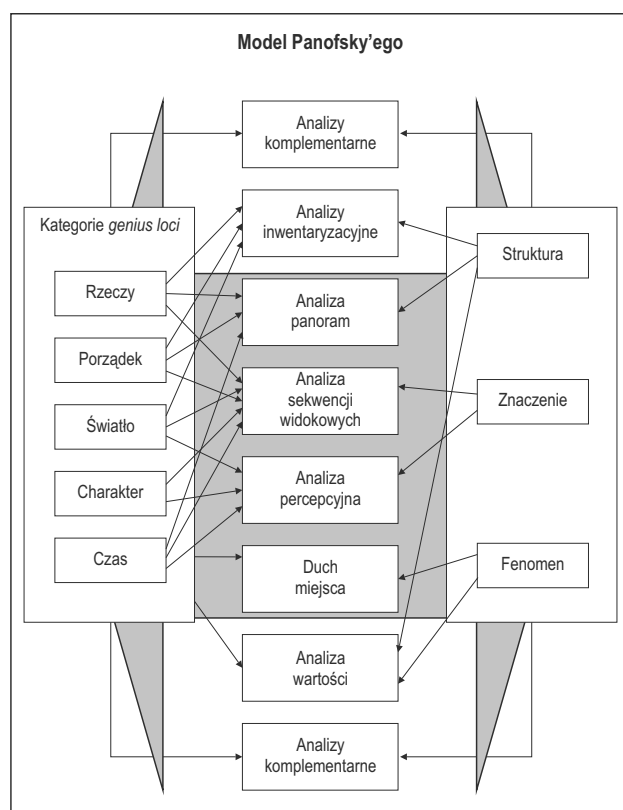 Model Panofsky’ego
Analizy
komplementarne
Kategorie genius loci
Analizy
inwentaryzacyjne
Struktura
Rzeczy
Analiza
panoram
Porządek
Analiza
sekwencji
widokowych
Znaczenie
Światło
Charakter
Analiza
percepcyjna
Czas
Duch
miejsca
Fenomen
Analiza
wartości
Analizy
komplementarne